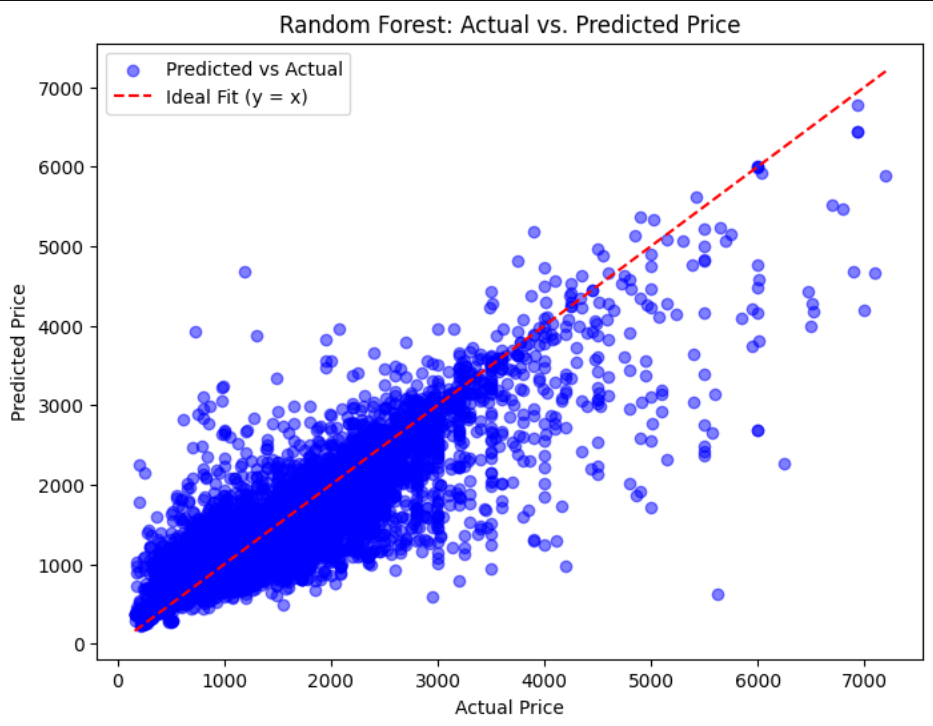 Random Forest: Actual vs. Predicted Price
Predicted vs Actual
Ideal Fit (y = x)
7000
6000
5000
4000
3000
2000
1000
0
Predicted Price
0 1000 2000 3000 4000 5000 6000 7000
Actual Price